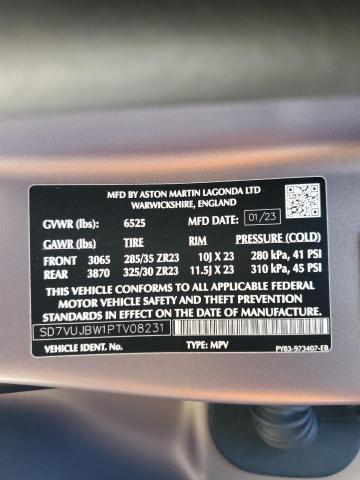 MFD BY ASTON MARTIN LAGONDA LTD
WARWICKSHIRE, ENGLAND
GVWR (lbs): 6525 01/23
GAWR (lbs): TIRE RIM PRESSURE (COLD)
FRONT 3065 285/35 ZR23 10J X 23 280 kPa, 41 PSI
REAR 3870 325/30 ZR23 11.5J X 23 310 kPa, 45 PSI
THIS VEHICLE CONFORMS TO ALL APPLICABLE FEDERAL
MOTOR VEHICLE SAFETY AND THEFT PREVENTION
STANDARDS IN EFFECT ON THE DATE OF MANUFACTURE
SHOWN ABOVE.
SD7VUJBW1PTV08231
VEHICLE IDENT No. TYPE: MPV PY83-973407-EB